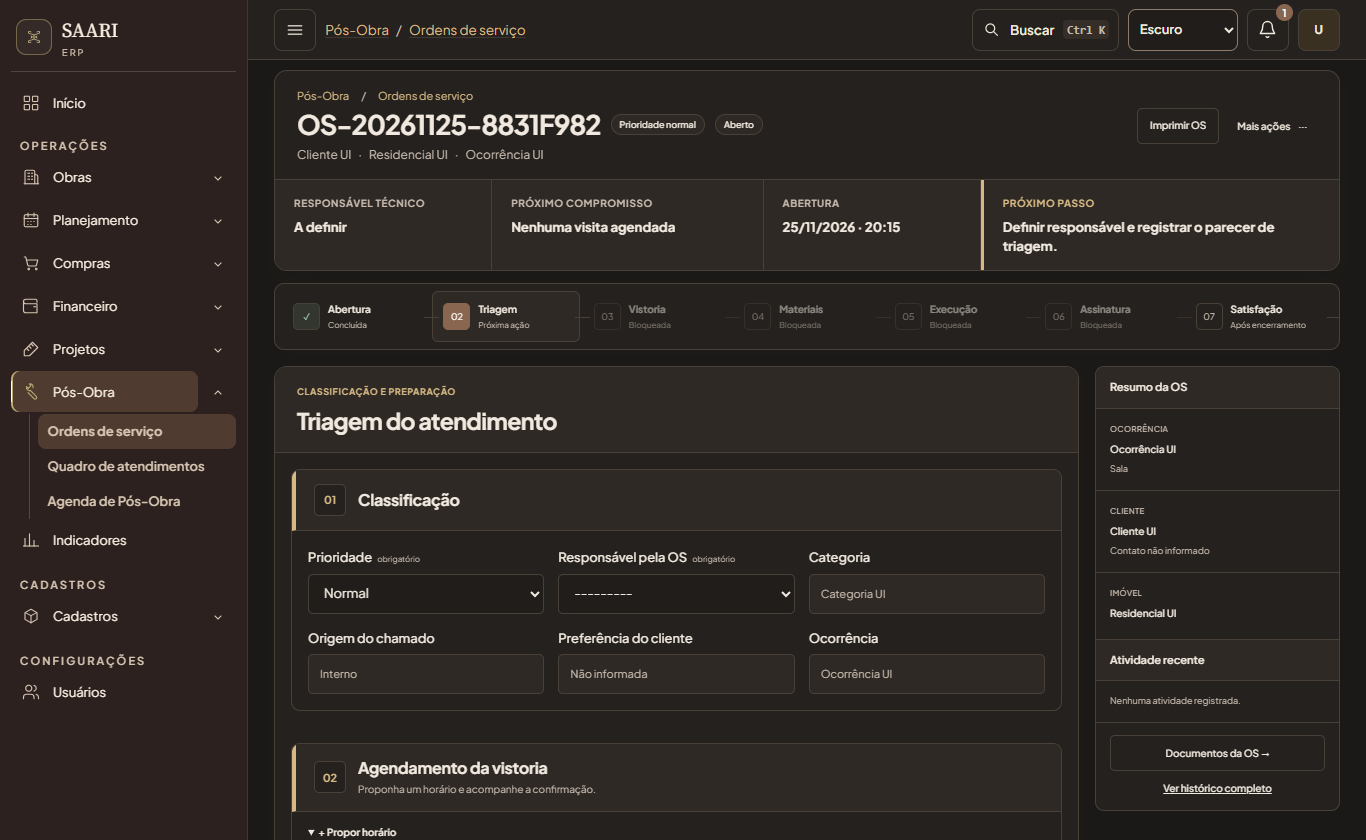 SAARI
ERP
Início
OPERAÇÕES
Obras
Planejamento
Compras
Financeiro
Projetos
Pós-Obra
Ordens de serviço
Quadro de atendimentos
Agenda de Pós-Obra
Indicadores
CADASTROS
Cadastros
CONFIGURAÇÕES
Usuários
Pós-Obra / Ordens de serviço
Buscar Ctrl K
Escuro
1
U
Pós-Obra / Ordens de serviço
OS-20261125-8831F982 Prioridade normal Aberto
Cliente UI · Residencial UI · Ocorrência UI
Imprimir OS
Mais ações ...
RESPONSÁVEL TÉCNICO
A definir
PRÓXIMO COMPROMISSO
Nenhuma visita agendada
ABERTURA
25/11/2026 · 20:15
PRÓXIMO PASSO
Definir responsável e registrar o parecer de
triagem.
✓ Abertura
Concluída
02 Triagem
Próxima ação
03 Vistoria
Bloqueada
04 Materiais
Bloqueada
05 Execução
Bloqueada
06 Assinatura
Bloqueada
07 Satisfação
Após encerramento
CLASSIFICAÇÃO E PREPARAÇÃO
Triagem do atendimento
01 Classificação
Prioridade obrigatório
Normal
Responsável pela OS obrigatório
---------
Categoria
Categoria UI
Origem do chamado
Interno
Preferência do cliente
Não informada
Ocorrência
Ocorrência UI
02 Agendamento da vistoria
Proponha um horário e acompanhe a confirmação.
▾ + Propor horário
Resumo da OS
OCORRÊNCIA
Ocorrência UI
Sala
CLIENTE
Cliente UI
Contato não informado
IMÓVEL
Residencial UI
Atividade recente
Nenhuma atividade registrada.
Documentos da OS →
Ver histórico completo